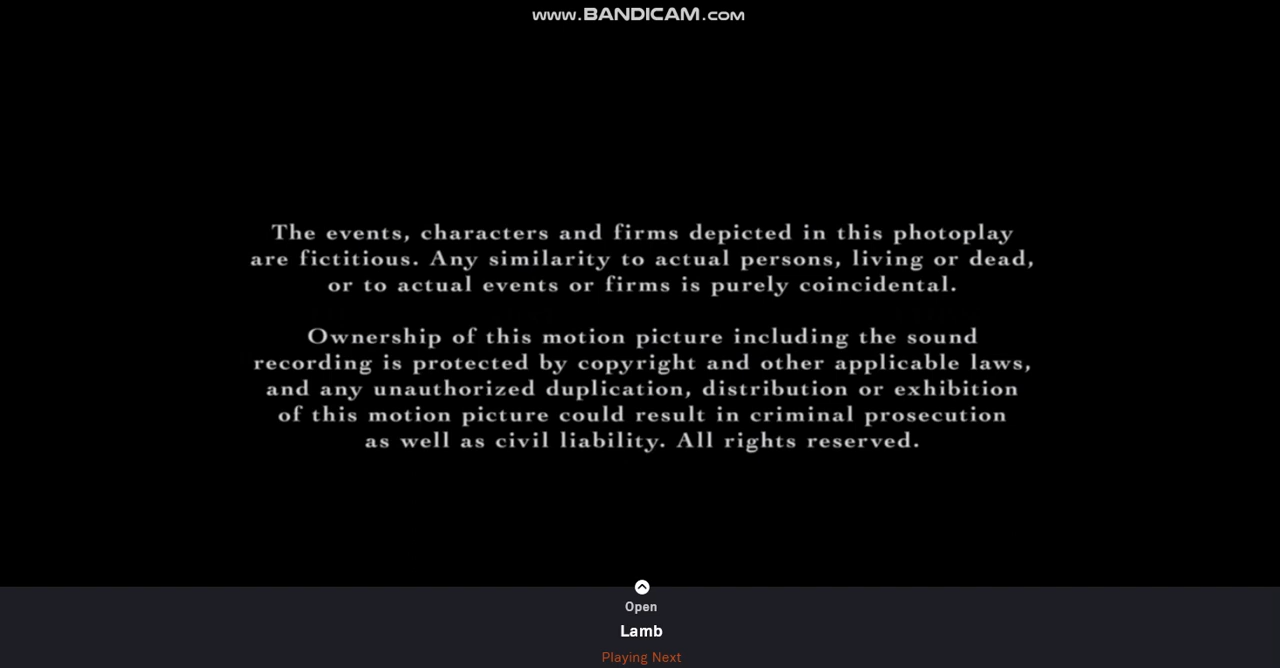 www.BANDICAM.com
The events, characters and firms depicted in this photoplay
are fictitious. Any similarity to actual persons, living or dead,
or to actual events or firms is purely coincidental.
Ownership of this motion picture including the sound
recording is protected by copyright and other applicable laws,
and any unauthorized duplication, distribution or exhibition
of this motion picture could result in criminal prosecution
as well as civil liability. All rights reserved.
Open
Lamb
Playing Next